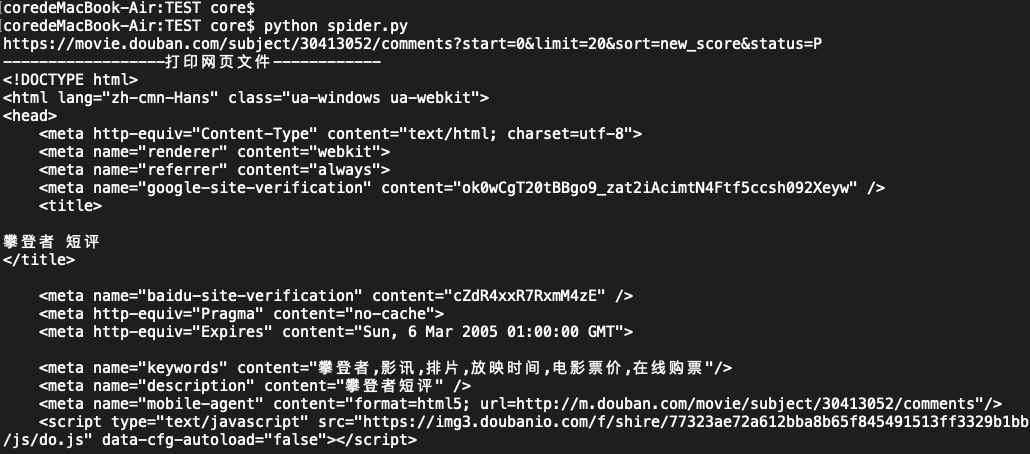 coredeMacBook-Air:TEST core$
coredeMacBook-Air:TEST core$ python spider.py
https://movie.douban.com/subject/30413052/comments?start=0&limit=20&sort=new_score&status=P
------------------打印网页文件------------
<!DOCTYPE html>
<html lang="zh-cmn-Hans" class="ua-windows ua-webkit">
<head>
    <meta http-equiv="Content-Type" content="text/html; charset=utf-8">
    <meta name="renderer" content="webkit">
    <meta name="referrer" content="always">
    <meta name="google-site-verification" content="ok0wCgT20tBBgo9_zat2iAcimtN4Ftf5ccsh092Xeyw" />
    <title>
攀登者 短评
</title>
    <meta name="baidu-site-verification" content="cZdR4xxR7RxmM4zE" />
    <meta http-equiv="Pragma" content="no-cache">
    <meta http-equiv="Expires" content="Sun, 6 Mar 2005 01:00:00 GMT">
    <meta name="keywords" content="攀登者,影讯,排片,放映时间,电影票价,在线购票"/>
    <meta name="description" content="攀登者短评" />
    <meta name="mobile-agent" content="format=html5; url=http://m.douban.com/movie/subject/30413052/comments"/>
    <script type="text/javascript" src="https://img3.doubanio.com/f/shire/77323ae72a612bba8b65f845491513ff3329b1bb
/js/do.js" data-cfg-autoload="false"></script>